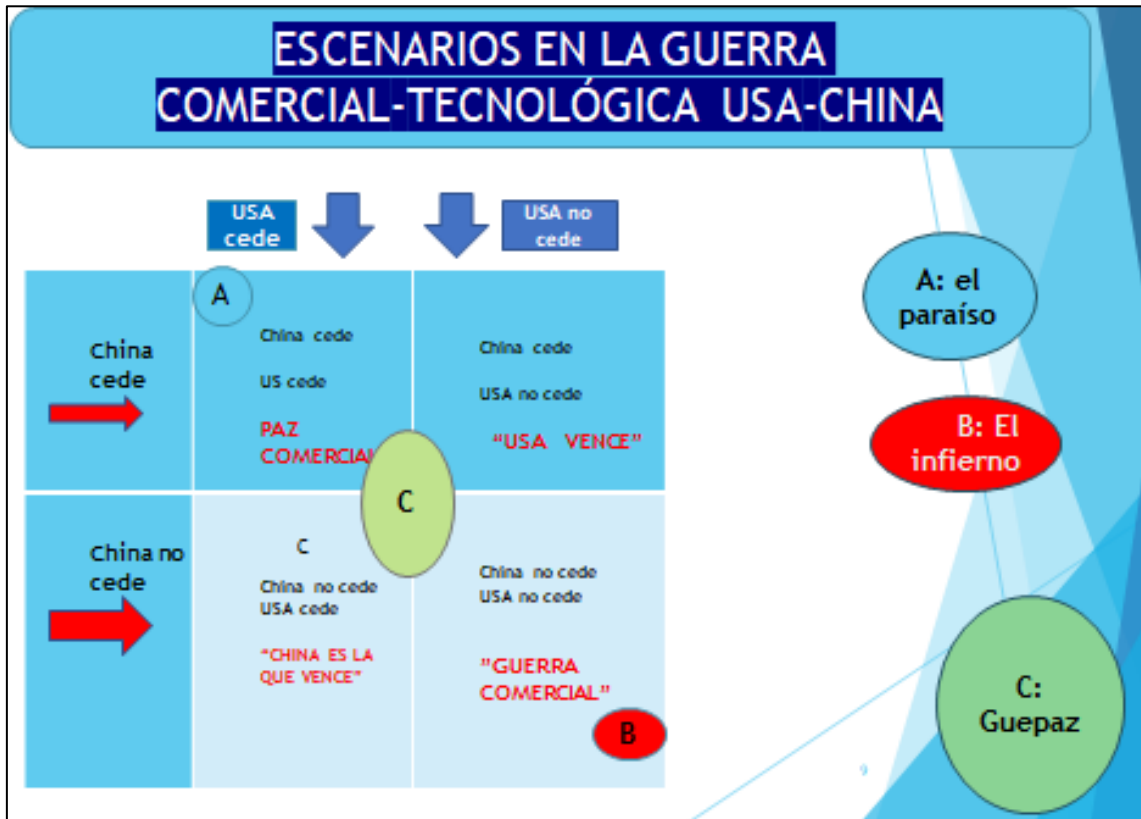 ESCENARIOS EN LA GUERRA
COMERCIAL-TECNOLÓGICA USA-CHINA
USA
cede
USA no
cede
A
China
cede
China cede
US cede
PAZ
COMERCIAL
China cede
USA no cede
“USA VENCE”
C
China no
cede
C
China no cede
USA cede
“CHINA ES LA
QUE VENCE”
China no cede
USA no cede
”GUERRA
COMERCIAL”
B
A: el
paraíso
B: El
infierno
C:
Guepaz
9